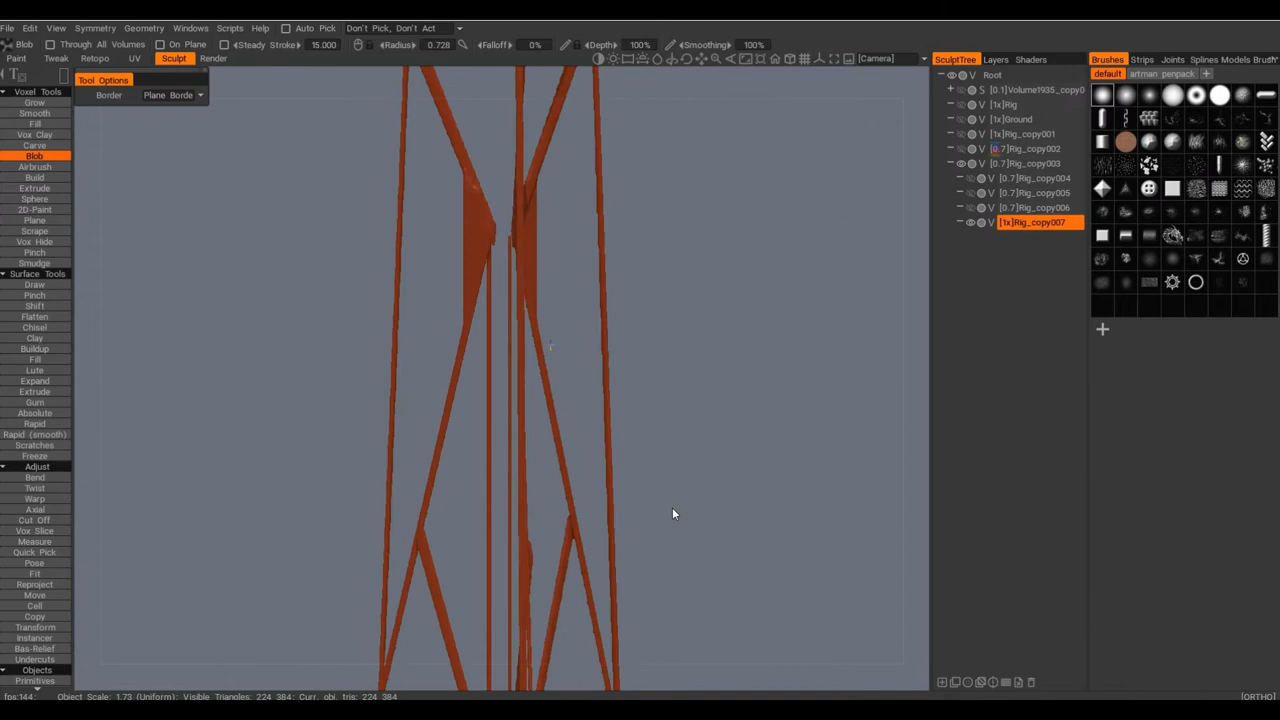 File Edit View Symmetry Geometry Windows Scripts Help Auto Pick Don't Pick, Don't Act
Blob Through All Volumes On Plane Steady Stroke 15.000 Radius 0.728 Falloff 0% Depth 100% Smoothing 100%
Paint Tweak Retopo UV Sculpt Render [Camera] SculptTree Layers Shaders Brushes Strips Joints Splines Models Brush
default artman penpack
Tool Options
Border Plane Borde
Voxel Tools
Grow
Smooth
Fill
Vox Clay
Carve
Blob
Airbrush
Build
Extrude
Sphere
2D-Paint
Plane
Scrape
Vox Hide
Pinch
Smudge
Surface Tools
Draw
Pinch
Shift
Flatten
Chisel
Clay
Buildup
Fill
Lute
Expand
Extrude
Gum
Absolute
Rapid
Rapid (smooth)
Scratches
Freeze
Adjust
Bend
Twist
Warp
Axial
Cut Off
Vox Slice
Measure
Quick Pick
Pose
Fit
Reproject
Move
Cell
Copy
Transform
Instancer
Bas-Relief
Undercuts
Objects
Primitives
Root
S [0.1]Volume1935_copy0
V [1x]Rig
V [1x]Ground
V [1x]Rig_copy001
V [0.7]Rig_copy002
V [0.7]Rig_copy003
V [0.7]Rig_copy004
V [0.7]Rig_copy005
V [0.7]Rig_copy006
V [1x]Rig_copy007
fps:144; Object Scale: 1.73 (Uniform); Visible Triangles: 224 384; Curr. obj. tris: 224 384; [ORTHO]